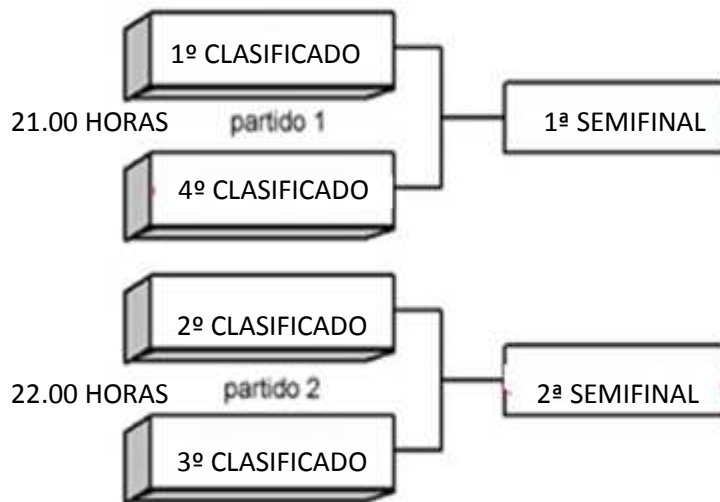 1º CLASIFICADO
21.00 HORAS
partido 1
1ª SEMIFINAL
4º CLASIFICADO
2º CLASIFICADO
22.00 HORAS
partido 2
2ª SEMIFINAL
3º CLASIFICADO